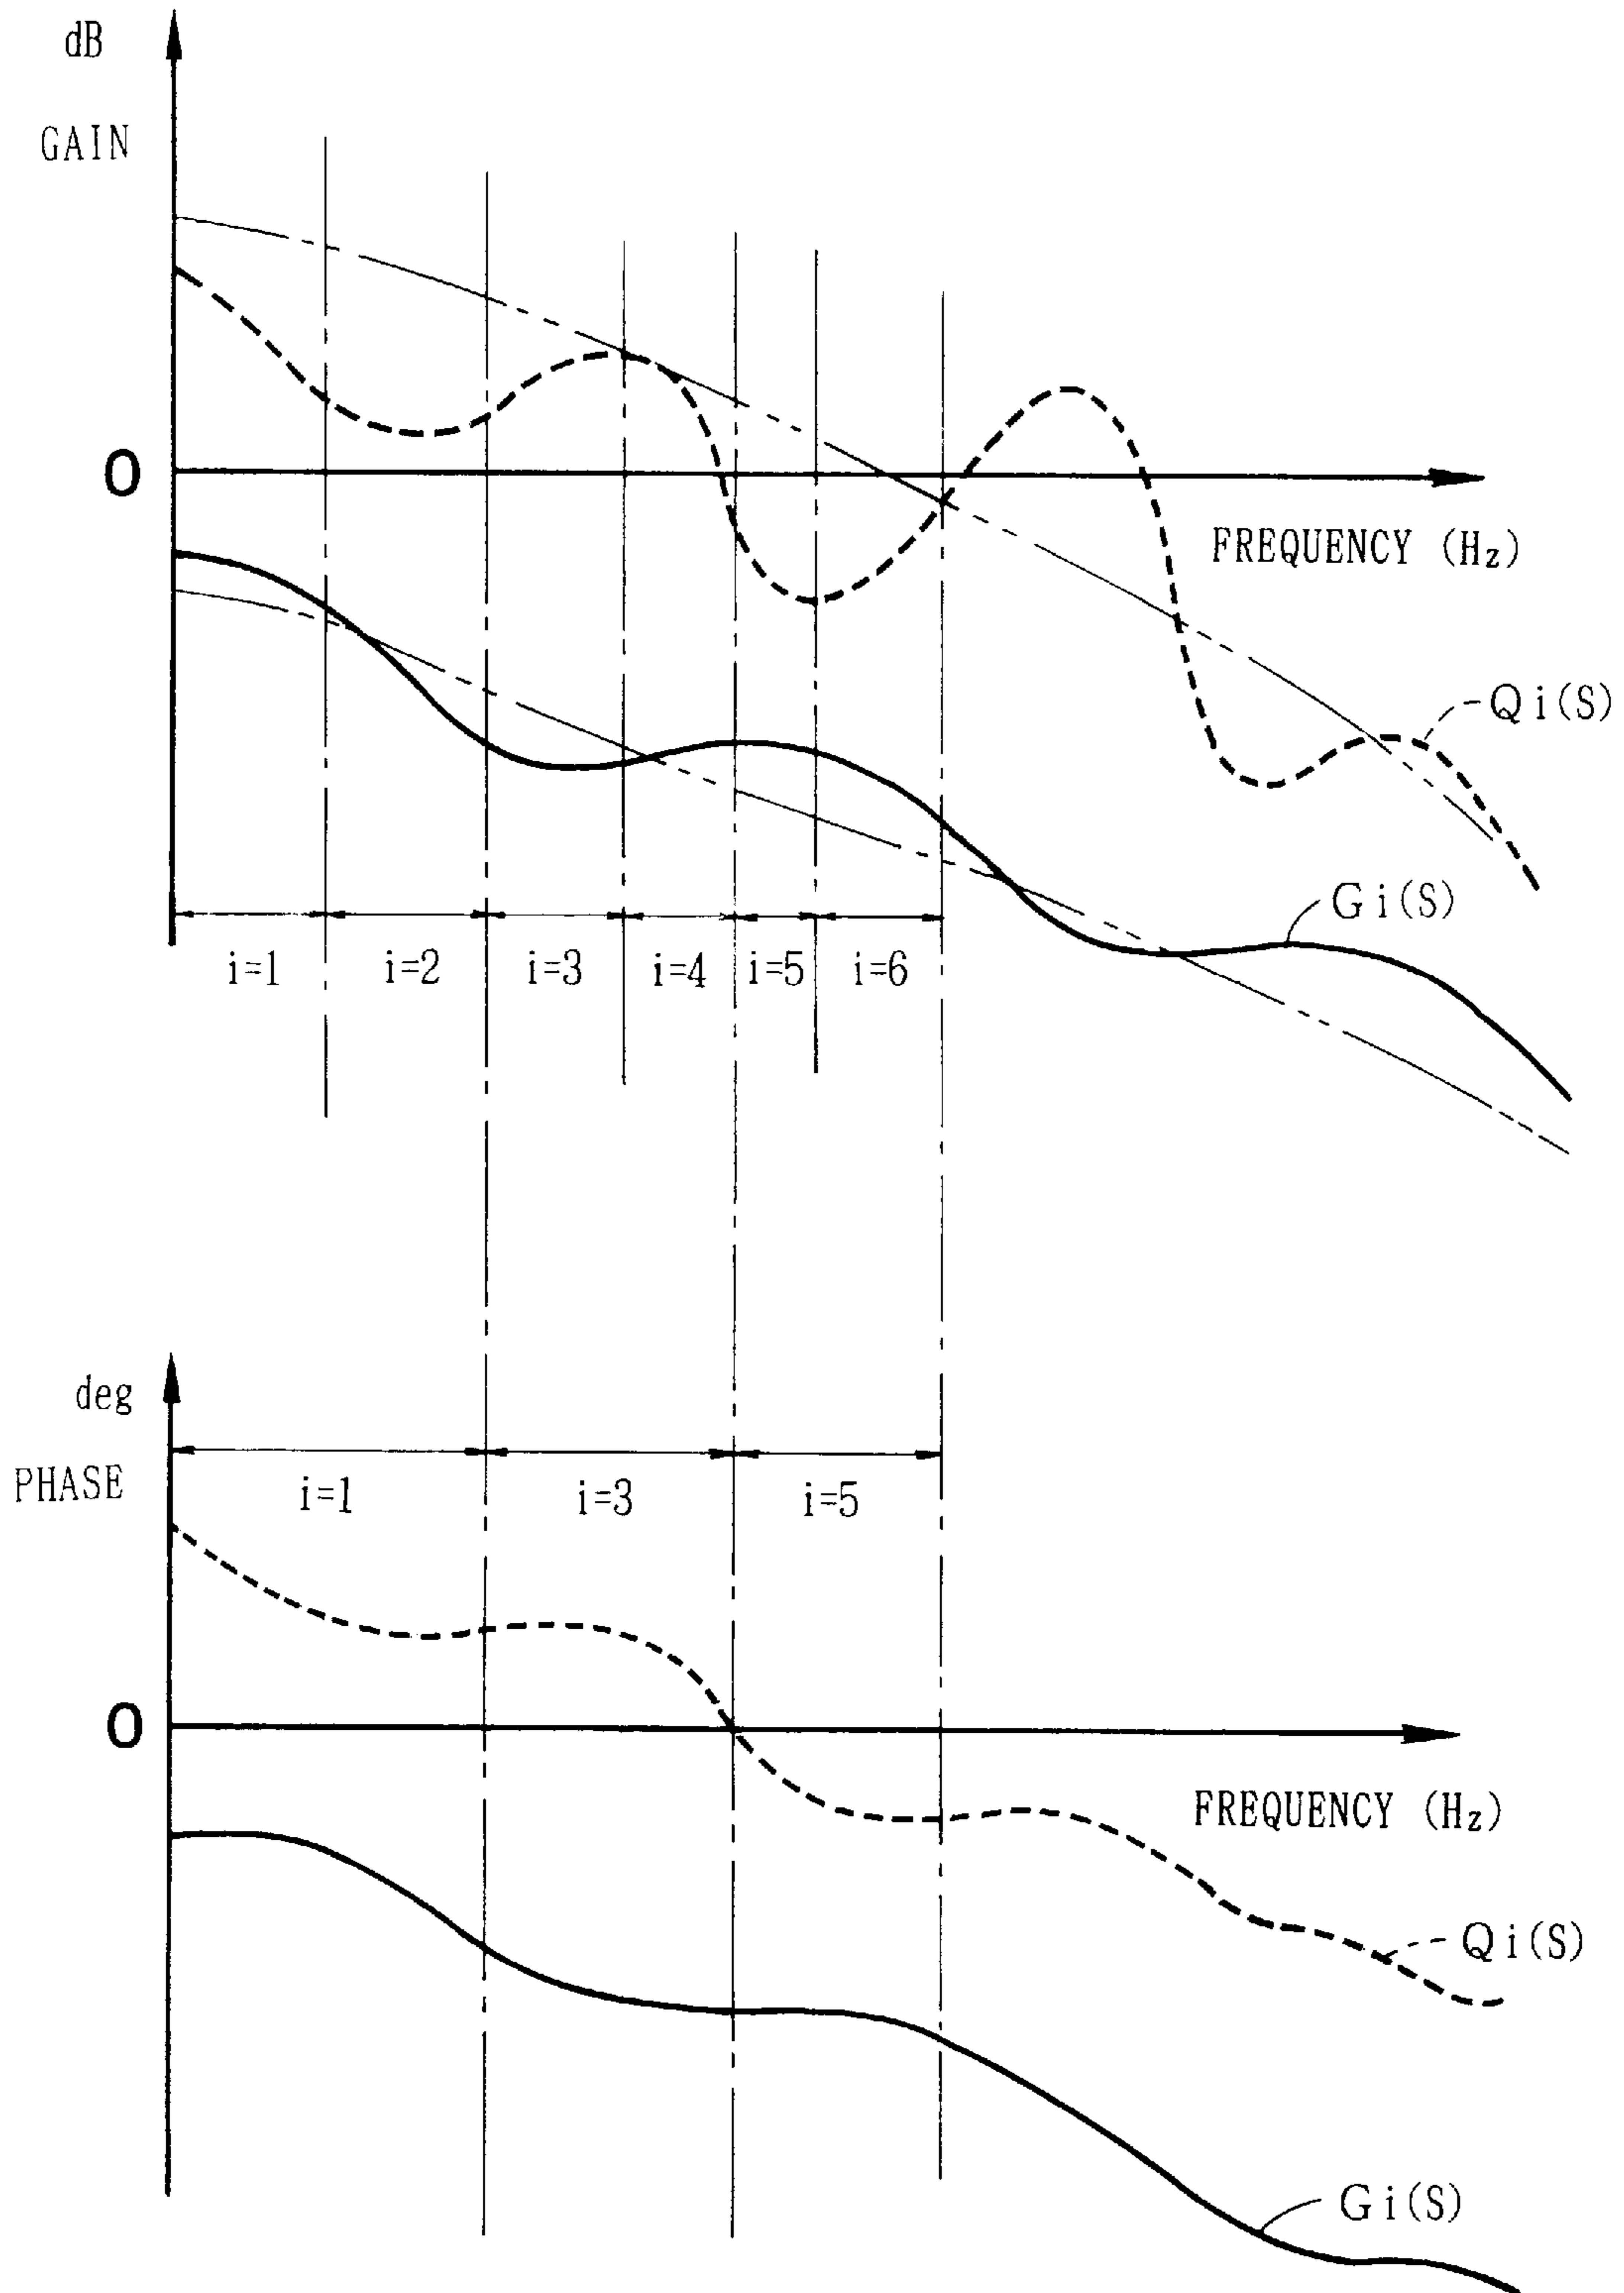 dB
GAIN
0
FREQUENCY (Hz)
Qi(S)
Gi(S)
i=1
i=2
i=3
i=4
i=5
i=6
deg
PHASE
i=1
i=3
i=5
0
FREQUENCY (Hz)
Qi(S)
Gi(S)